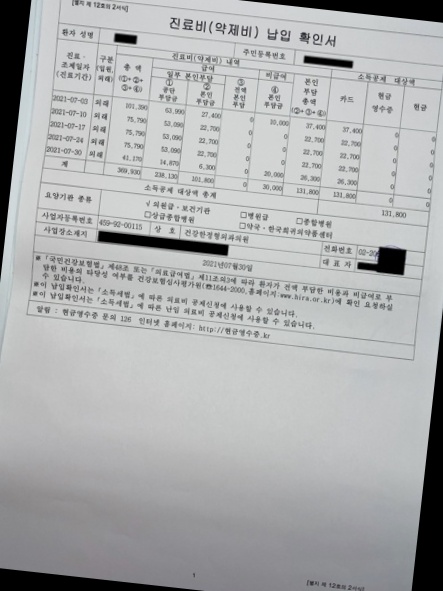 [별지 제 12호의 2서식]
진료비(약제비) 납입 확인서
환자 성명 주민등록번호
진료비(약제비) 내역 소득공제 대상액
진료·조제일자(진료기간) 구분(입원,외래) 총 액(①+②+③+④) 급여 비급여 본인부담총액(②+③+④) 카드 현금영수증 현금
일부 본인부담 ③전액본인부담 ④본인부담금
①공단부담금 ②본인부담금
2021-07-03 외래 101,390 63,990 27,400 0 10,000 37,400 37,400 0 0
2021-07-10 외래 75,790 53,090 22,700 0 0 22,700 22,700 0 0
2021-07-17 외래 75,790 53,090 22,700 0 0 22,700 22,700 0 0
2021-07-24 외래 75,790 53,090 22,700 0 0 22,700 22,700 0 0
2021-07-30 외래 41,170 14,870 6,300 0 20,000 26,300 26,300 0 0
계 369,930 238,130 101,800 0 30,000 131,800 131,800 0 0
소득공제 대상액 총계 131,800
요양기관 종류 √ 의원급·보건기관 □병원급 □종합병원
□상급종합병원 □약국·한국희귀의약품센터
사업자등록번호 459-92-00115 상 호 건강한경형외과의원 전화번호 02-20
사업장소재기 대 표 자
2021년07월30일
※「국민건강보험법」제48조 또는「의료급여법」제11조의3에 따라 환자가 전액 부담한 비용과 비급여로 부
담한 비용의 타당성 여부를 건강보험심사평가원(☎1644-2000,홈페이지:www.hira.or.kr)에 확인 요청하실
수 있습니다.
※이 납입확인서는「소득세법」에 따른 의료비 공제신청에 사용할 수 있습니다.
※이 납입확인서는「소득세법」에 따른 의료비 공제신청에 사용할 수 있습니다.
알림 : 현금영수증 문의 126 인터넷 홈페이지: http://현금영수증.kr
1
[별지 제 12호의 2서식]